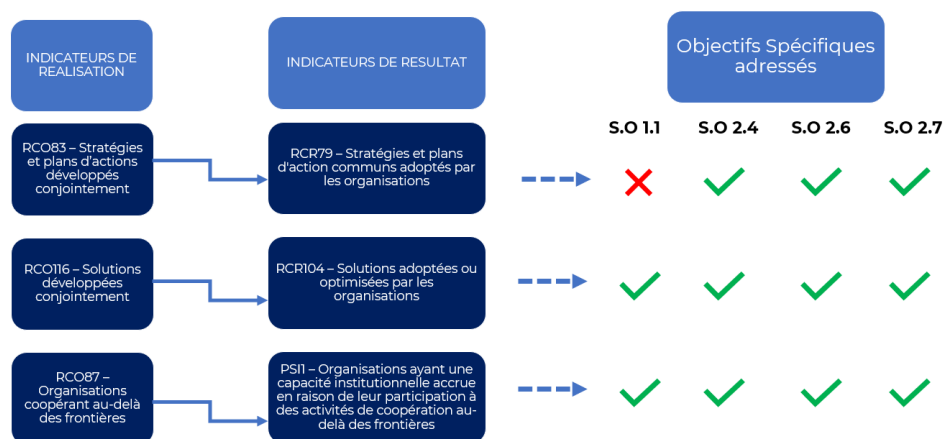 INDICATEURS DE
REALISATION
INDICATEURS DE RESULTAT
Objectifs Spécifiques
adressés
S.O 1.1
S.O 2.4
S.O 2.6
S.O 2.7
RCO83 – Stratégies
et plans d'actions
développés
conjointement
RCR79 – Stratégies et plans
d'action communs adoptés par
les organisations
RCO116 – Solutions
développées
conjointement
RCR104 – Solutions adoptées ou
optimisées par les
organisations
RCO87 –
Organisations
coopérant au-delà
des frontières
PSI1 – Organisations ayant une
capacité institutionnelle accrue
en raison de leur participation à
des activités de coopération au-
delà des frontières